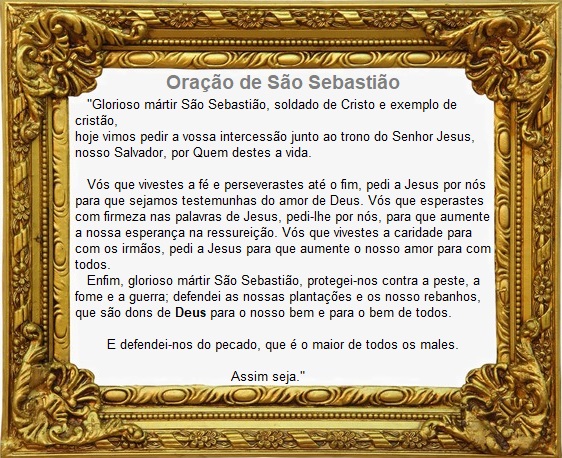 Oração de São Sebastião
"Glorioso mártir São Sebastião, soldado de Cristo e exemplo de
cristão,
hoje vimos pedir a vossa intercessão junto ao trono do Senhor Jesus,
nosso Salvador, por Quem destes a vida.
Vós que vivestes a fé e perseverastes até o fim, pedi a Jesus por nós
para que sejamos testemunhas do amor de Deus. Vós que esperastes
com firmeza nas palavras de Jesus, pedi-lhe por nós, para que aumente
a nossa esperança na ressureição. Vós que vivestes a caridade para
com os irmãos, pedi a Jesus para que aumente o nosso amor para com
todos.
Enfim, glorioso mártir São Sebastião, protegei-nos contra a peste, a
fome e a guerra; defendei as nossas plantações e os nosso rebanhos,
que são dons de Deus para o nosso bem e para o bem de todos.
E defendei-nos do pecado, que é o maior de todos os males.
Assim seja."